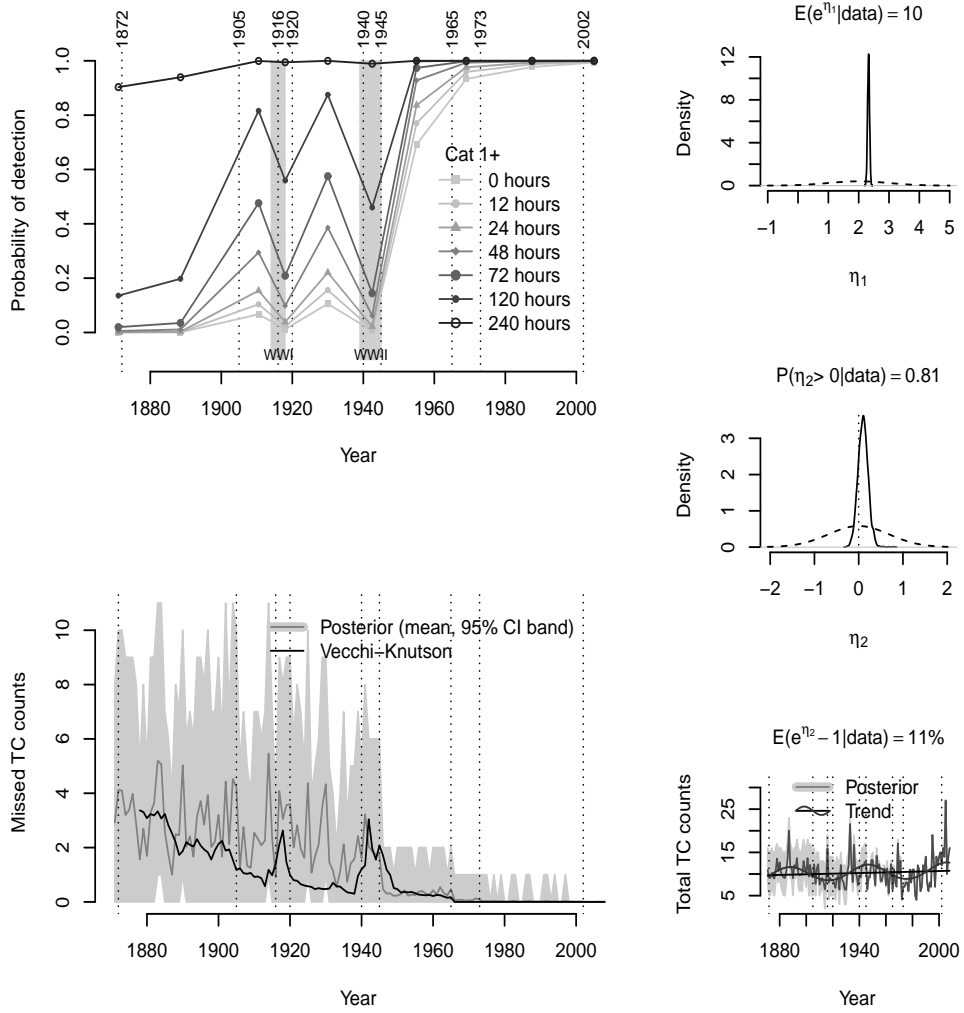 1872 1905 1916 1920 1940 1945 1965 1973 2002
1.0
0.8
0.6
0.4
0.2
0.0
Probability of detection
Cat 1+
0 hours
12 hours
24 hours
48 hours
72 hours
120 hours
240 hours
WWI WWII
1880 1900 1920 1940 1960 1980 2000
Year
E(e^η₁|data) = 10
12
8
4
0
Density
−1 0 1 2 3 4 5
η₁
P(η₂> 0|data) = 0.81
3
2
1
0
Density
−2 −1 0 1 2
η₂
10
8
6
4
2
0
Missed TC counts
Posterior (mean, 95% CI band)
Vecchi−Knutson
1880 1900 1920 1940 1960 1980 2000
Year
E(e^η₂ − 1|data) = 11%
25
15
5
Total TC counts
Posterior
Trend
1880 1940 2000
Year